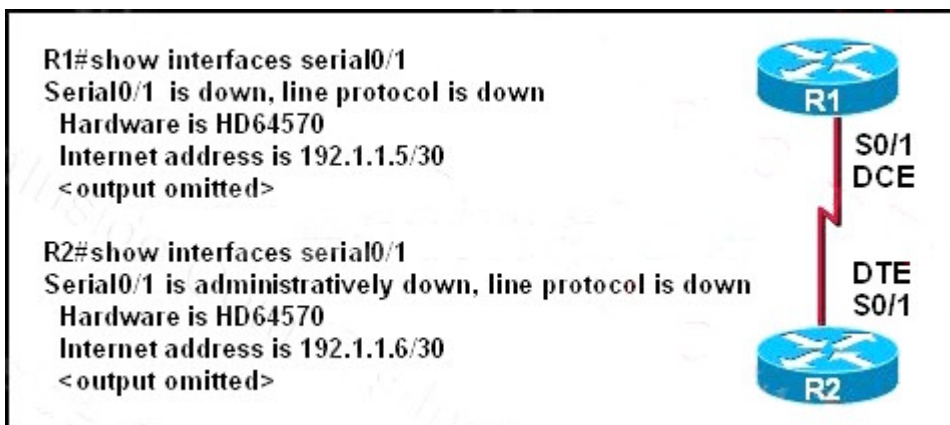 R1#show interfaces serial0/1
Serial0/1 is down, line protocol is down
Hardware is HD64570
Internet address is 192.1.1.5/30
<output omitted>
R2#show interfaces serial0/1
Serial0/1 is administratively down, line protocol is down
Hardware is HD64570
Internet address is 192.1.1.6/30
<output omitted>
R1
S0/1
DCE
DTE
S0/1
R2